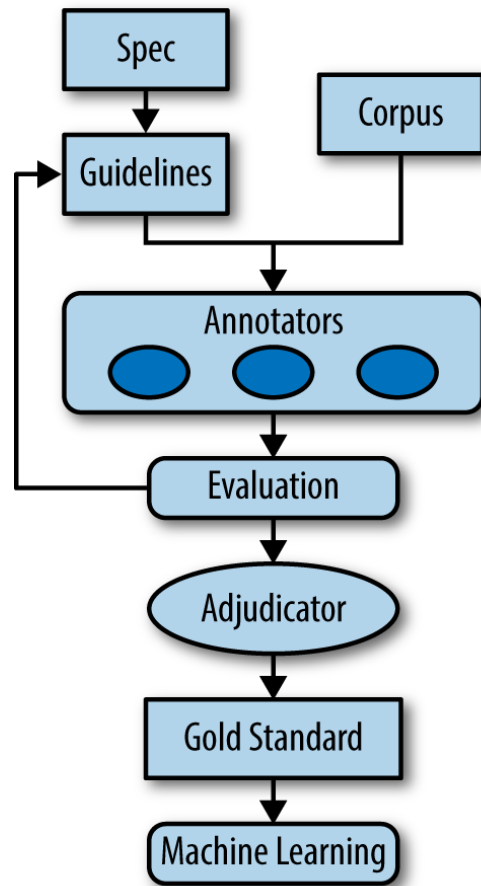 Spec
Corpus
Guidelines
Annotators
Evaluation
Adjudicator
Gold Standard
Machine Learning